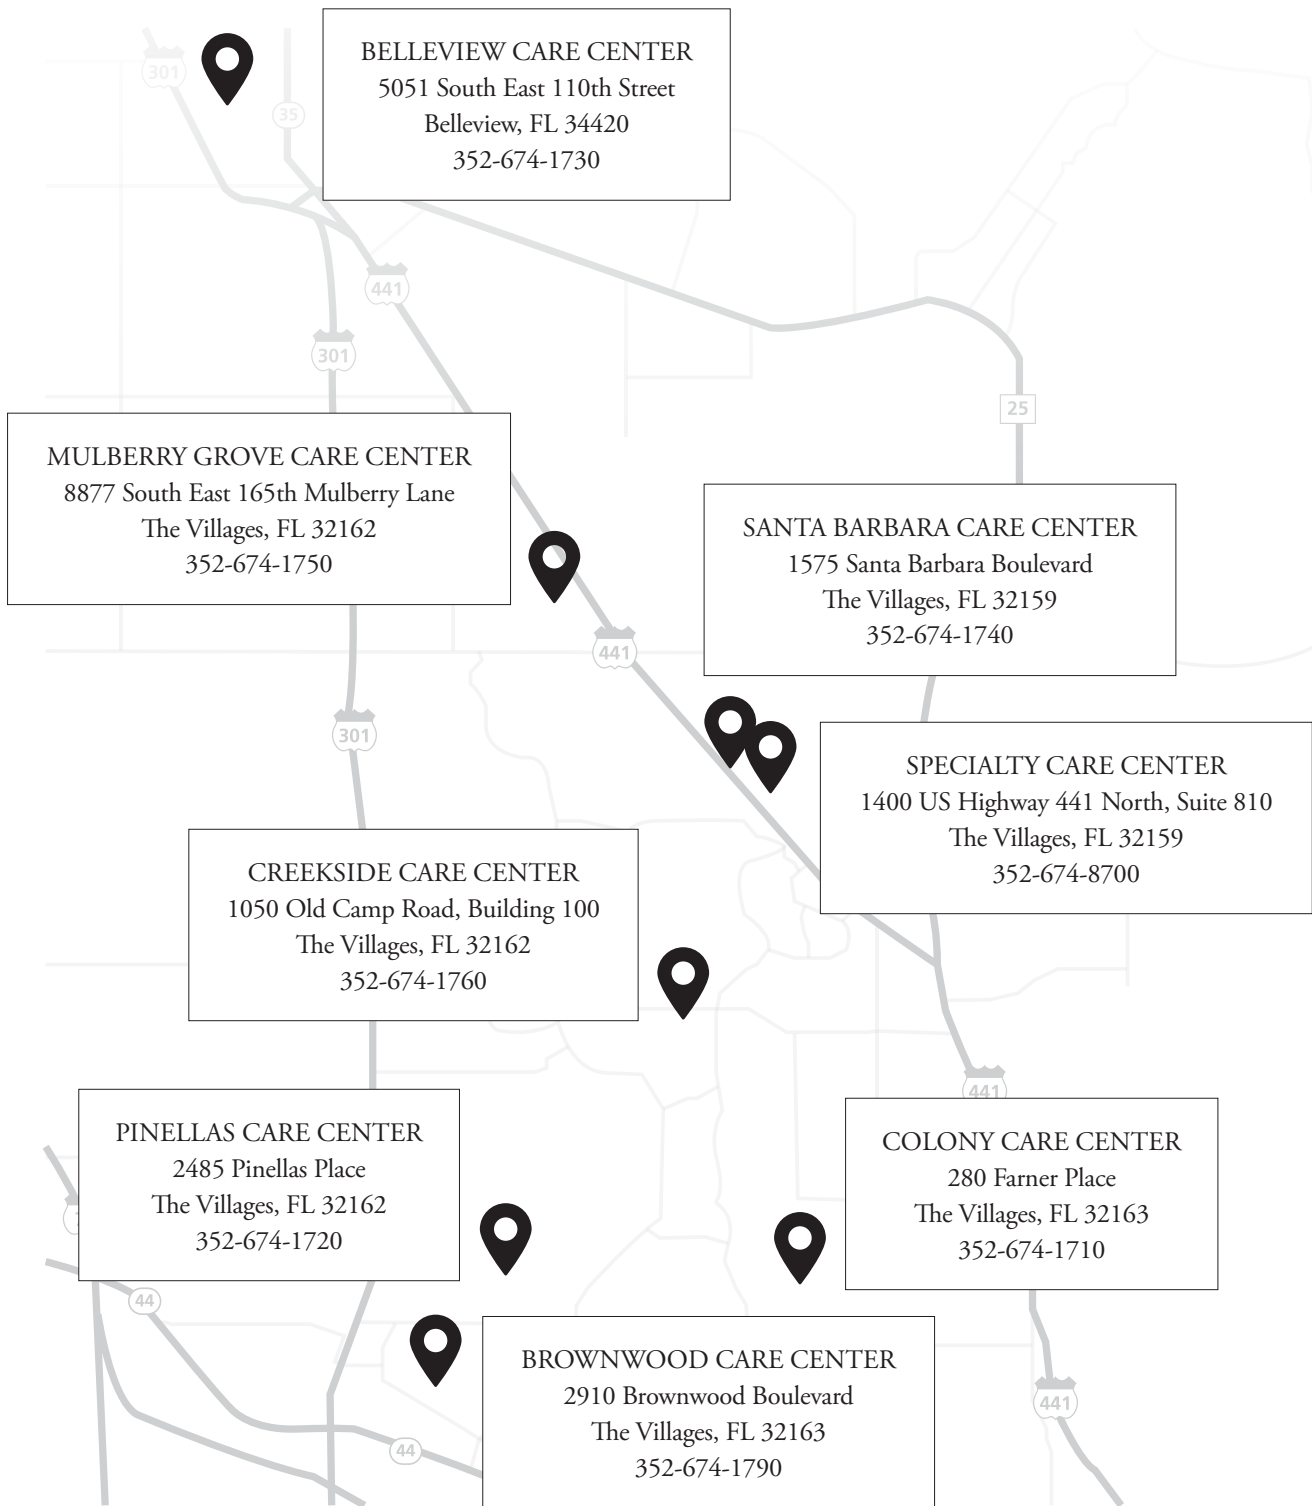 BELLEVIEW CARE CENTER
5051 South East 110th Street
Belleview, FL 34420
352-674-1730
301
35
441
301
25
MULBERRY GROVE CARE CENTER
8877 South East 165th Mulberry Lane
The Villages, FL 32162
352-674-1750
SANTA BARBARA CARE CENTER
1575 Santa Barbara Boulevard
The Villages, FL 32159
352-674-1740
441
301
SPECIALTY CARE CENTER
1400 US Highway 441 North, Suite 810
The Villages, FL 32159
352-674-8700
CREEKSIDE CARE CENTER
1050 Old Camp Road, Building 100
The Villages, FL 32162
352-674-1760
441
PINELLAS CARE CENTER
2485 Pinellas Place
The Villages, FL 32162
352-674-1720
COLONY CARE CENTER
280 Farner Place
The Villages, FL 32163
352-674-1710
44
BROWNWOOD CARE CENTER
2910 Brownwood Boulevard
The Villages, FL 32163
352-674-1790
441
44